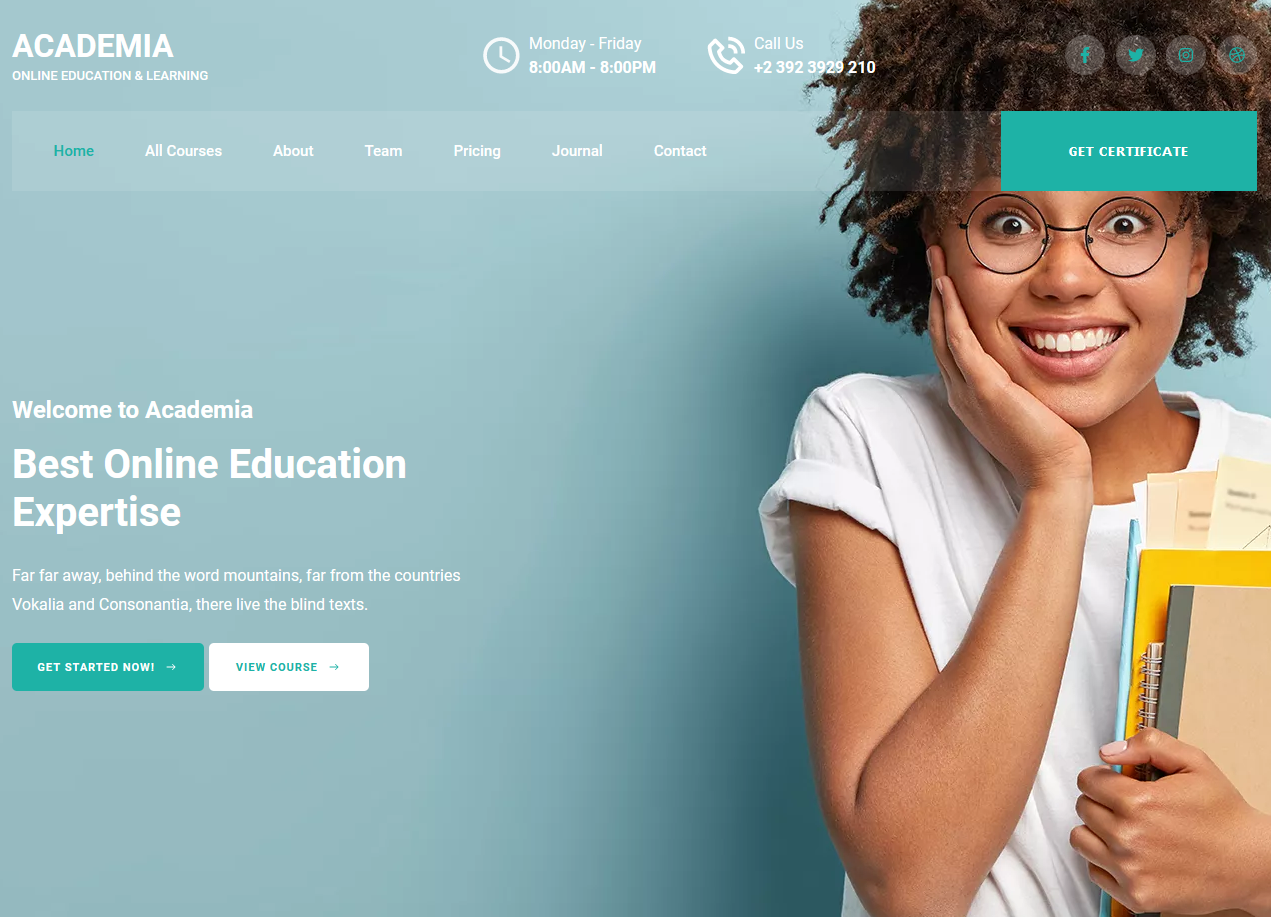 ACADEMIA
ONLINE EDUCATION & LEARNING
Monday - Friday
8:00AM - 8:00PM
Call Us
+2 392 3929 210
Home All Courses About Team Pricing Journal Contact
GET CERTIFICATE
Welcome to Academia
Best Online Education
Expertise
Far far away, behind the word mountains, far from the countries
Vokalia and Consonantia, there live the blind texts.
GET STARTED NOW! →
VIEW COURSE →